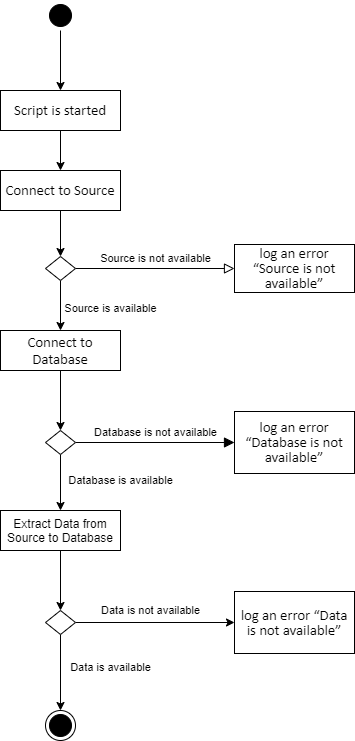 Script is started
Connect to Source
Source is not available
log an error
“Source is not
available”
Source is available
Connect to
Database
Database is not available
log an error
“Database is not
available”
Database is available
Extract Data from
Source to Database
Data is not available
log an error “Data
is not available”
Data is available